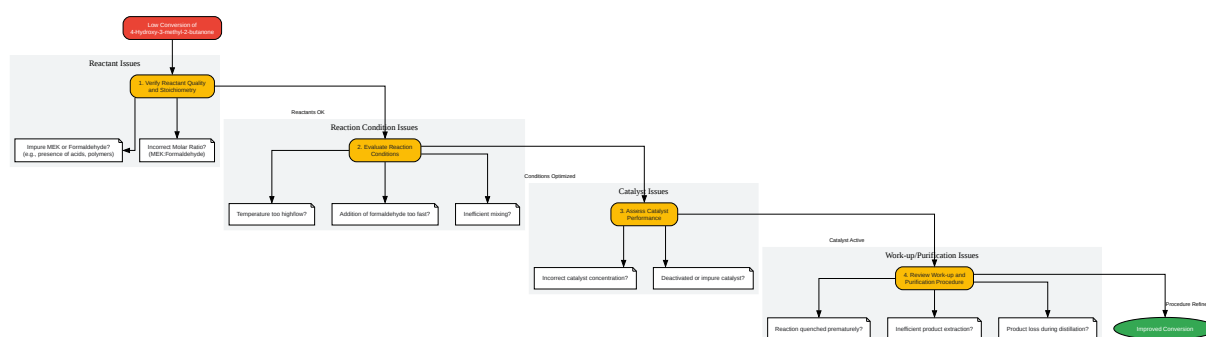 Low Conversion of
4-Hydroxy-3-methyl-2-butanone
Reactant Issues
1. Verify Reactant Quality
and Stoichiometry
Reactants OK
Impure MEK or Formaldehyde?
(e.g., presence of acids, polymers)
Incorrect Molar Ratio?
(MEK:Formaldehyde)
Reaction Condition Issues
2. Evaluate Reaction
Conditions
Conditions Optimized
Temperature too high/low?
Addition of formaldehyde too fast?
Inefficient mixing?
Catalyst Issues
3. Assess Catalyst
Performance
Catalyst Active
Incorrect catalyst concentration?
Deactivated or impure catalyst?
Work-up/Purification Issues
4. Review Work-up and
Purification Procedure
Procedure Refine
Reaction quenched prematurely?
Inefficient product extraction?
Product loss during distillation?
Improved Conversion